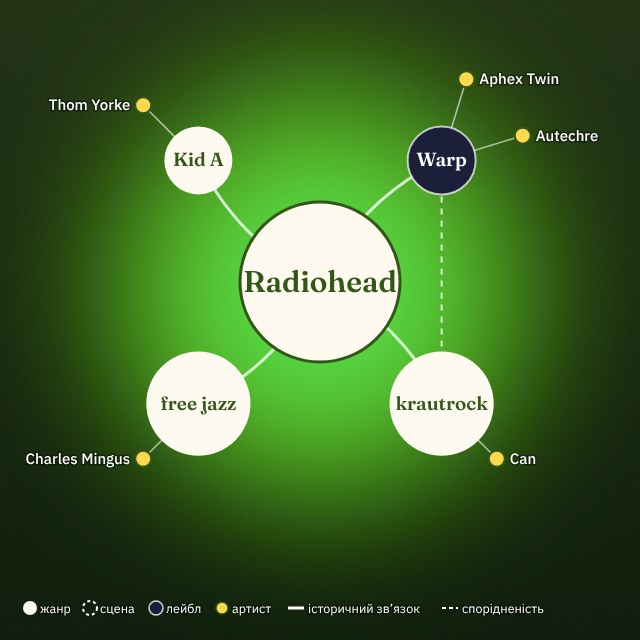 Aphex Twin
Thom Yorke
Autechre
Kid A
Warp
Radiohead
free jazz
krautrock
Charles Mingus
Can
жанр
сцена
лейбл
артист
історичний зв’язок
спорідненість